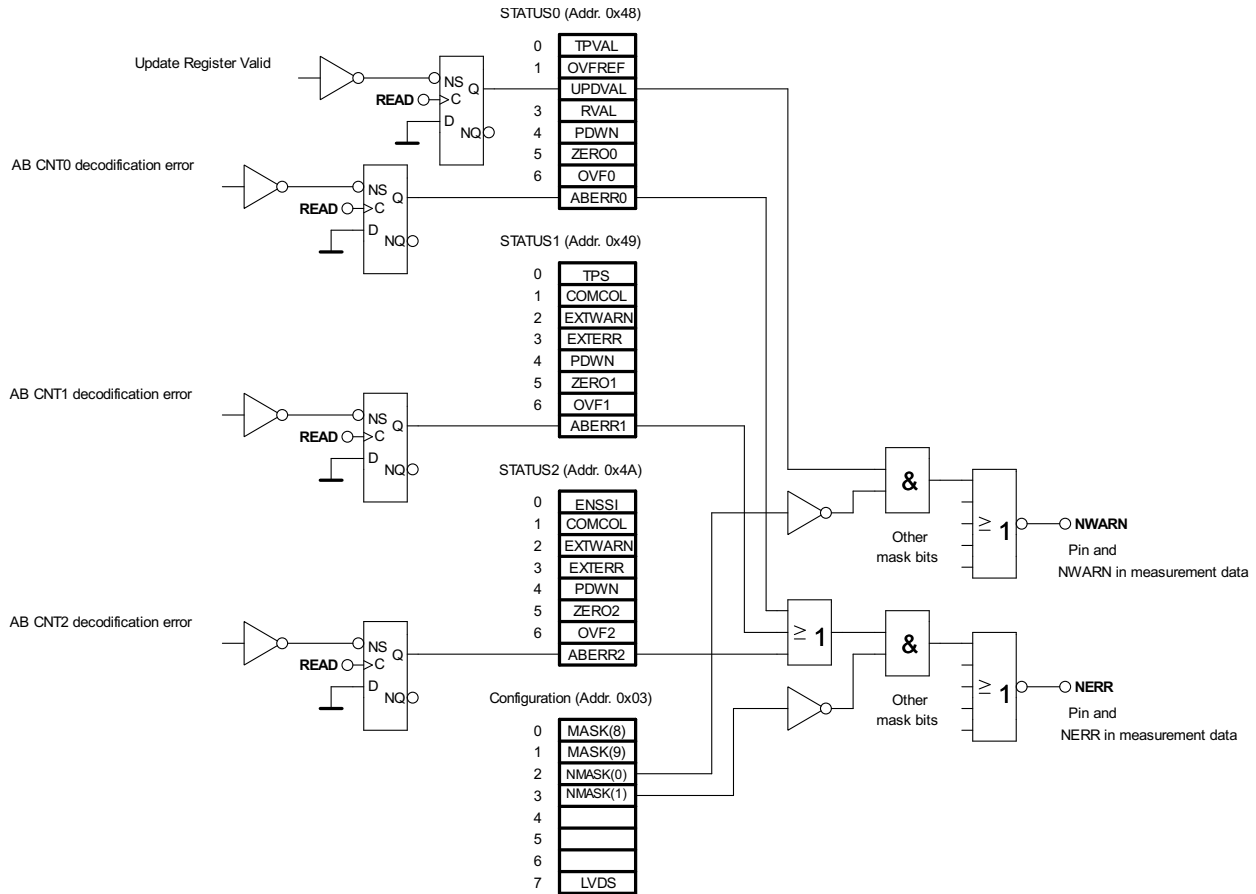 STATUS0 (Addr. 0x48)
0 TPVAL
1 OVFREF
UPDVAL
3 RVAL
4 PDWN
5 ZERO0
6 OVF0
ABERR0
Update Register Valid
READ
NS
C
D
Q
NQ
AB CNT0 decodification error
READ
NS
C
D
Q
NQ
STATUS1 (Addr. 0x49)
0 TPS
1 COMCOL
2 EXTWARN
3 EXTERR
4 PDWN
5 ZERO1
6 OVF1
ABERR1
AB CNT1 decodification error
READ
NS
C
D
Q
NQ
STATUS2 (Addr. 0x4A)
0 ENSSI
1 COMCOL
2 EXTWARN
3 EXTERR
4 PDWN
5 ZERO2
6 OVF2
ABERR2
AB CNT2 decodification error
READ
NS
C
D
Q
NQ
Configuration (Addr. 0x03)
0 MASK(8)
1 MASK(9)
2 NMASK(0)
3 NMASK(1)
4
5
6
7 LVDS
&
Other
mask bits
≥ 1
NWARN
Pin and
NWARN in measurement data
≥ 1
&
Other
mask bits
≥ 1
NERR
Pin and
NERR in measurement data